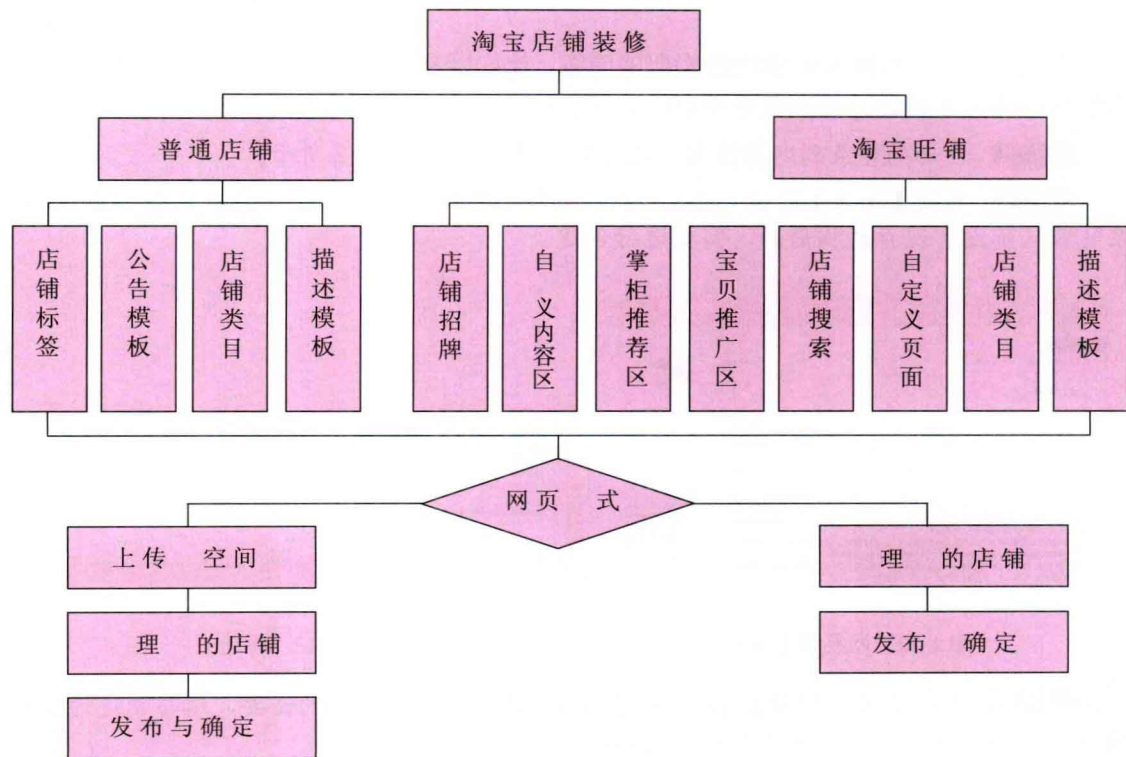 淘宝店铺装修
普通店铺
淘宝旺铺
店铺标签
公告模板
店铺类目
描述模板
店铺招牌
自 义内容区
掌柜推荐区
宝贝推广区
店铺搜索
自定义页面
店铺类目
描述模板
网页 式
上传 空间
理 的店铺
理 的店铺
发布 确定
发布与确定